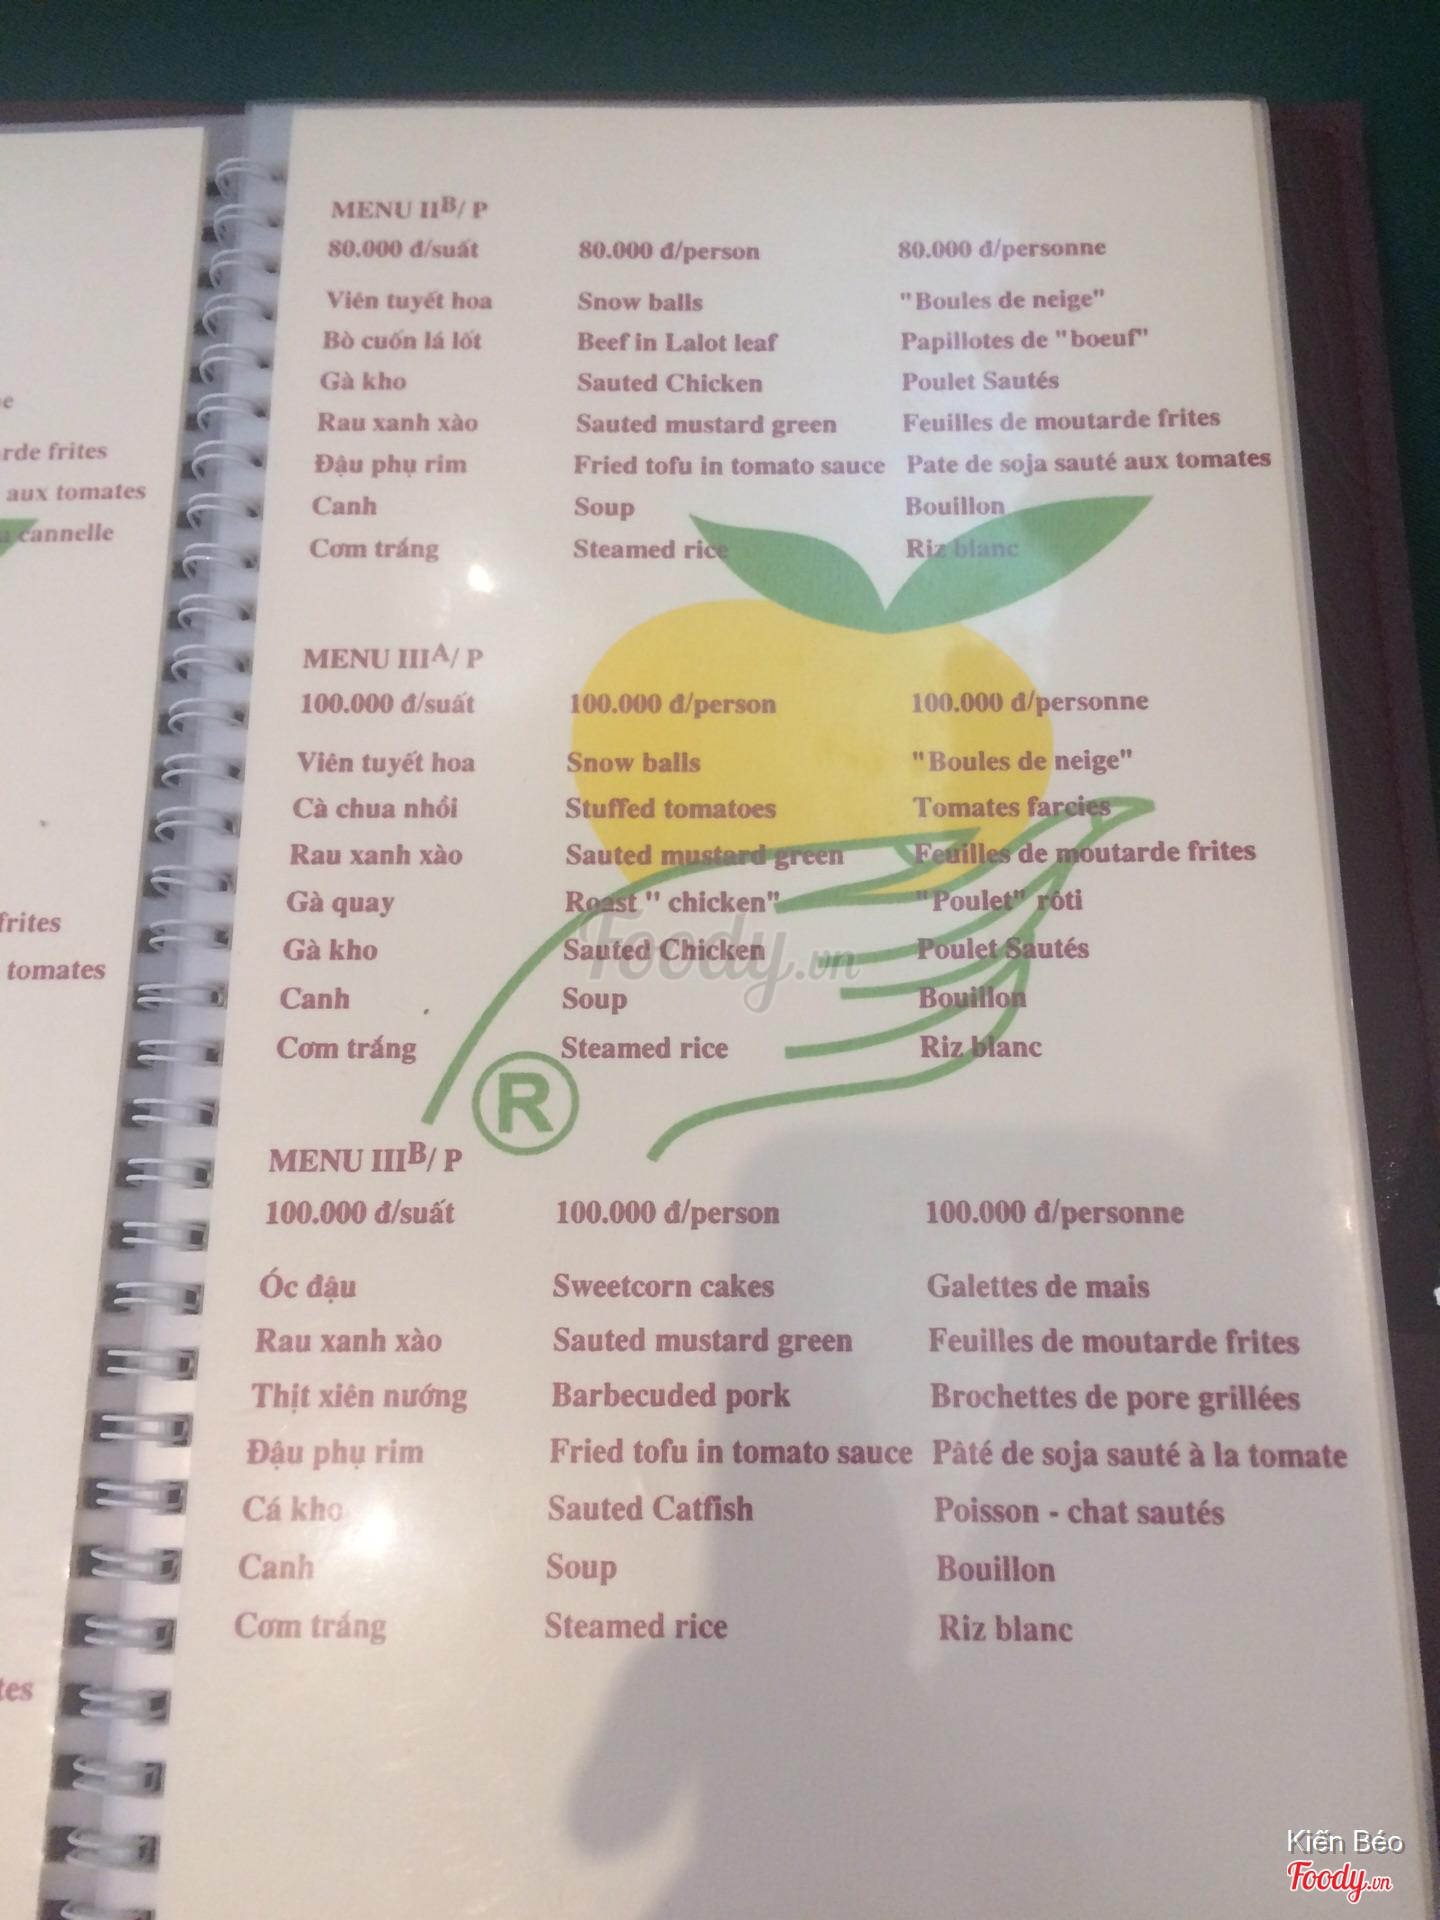 MENU IIB/ P
80.000 đ/suất 80.000 đ/person 80.000 đ/personne
Viên tuyết hoa Snow balls "Boules de neige"
Bò cuốn lá lốt Beef in Lalot leaf Papillotes de "boeuf"
Gà kho Sauted Chicken Poulet Sautés
Rau xanh xào Sauted mustard green Feuilles de moutarde frites
Đậu phụ rim Fried tofu in tomato sauce Pate de soja sauté aux tomates
Canh Soup Bouillon
Cơm trắng Steamed rice Riz blanc
MENU IIIA/ P
100.000 đ/suất 100.000 đ/person 100.000 đ/personne
Viên tuyết hoa Snow balls "Boules de neige"
Cà chua nhồi Stuffed tomatoes Tomates farcies
Rau xanh xào Sauted mustard green Feuilles de moutarde frites
Gà quay Roast " chicken" "Poulet" rôti
Gà kho Sauted Chicken Poulet Sautés
Canh Soup Bouillon
Cơm trắng Steamed rice Riz blanc
MENU IIIB/ P
100.000 đ/suất 100.000 đ/person 100.000 đ/personne
Óc đậu Sweetcorn cakes Galettes de mais
Rau xanh xào Sauted mustard green Feuilles de moutarde frites
Thịt xiên nướng Barbecuded pork Brochettes de pore grillées
Đậu phụ rim Fried tofu in tomato sauce Pâté de soja sauté à la tomate
Cá kho Sauted Catfish Poisson - chat sautés
Canh Soup Bouillon
Cơm trắng Steamed rice Riz blanc
R
Foody.vn
rde frites
aux tomates
cannelle
frites
tomates
Kiến Béo
Foody.vn